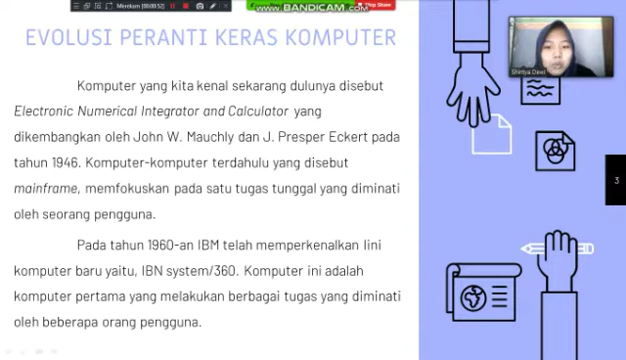 Merekam [00:00:52]
Stop Share
www.BANDICAM.com
EVOLUSI PERANTI KERAS KOMPUTER
Shintya Dewi
Komputer yang kita kenal sekarang dulunya disebut
Electronic Numerical Integrator and Calculator yang
dikembangkan oleh John W. Mauchly dan J. Presper Eckert pada
tahun 1946. Komputer-komputer terdahulu yang disebut
mainframe, memfokuskan pada satu tugas tunggal yang diminati
oleh seorang pengguna.
Pada tahun 1960-an IBM telah memperkenalkan lini
komputer baru yaitu, IBN system/360. Komputer ini adalah
komputer pertama yang melakukan berbagai tugas yang diminati
oleh beberapa orang pengguna.
3